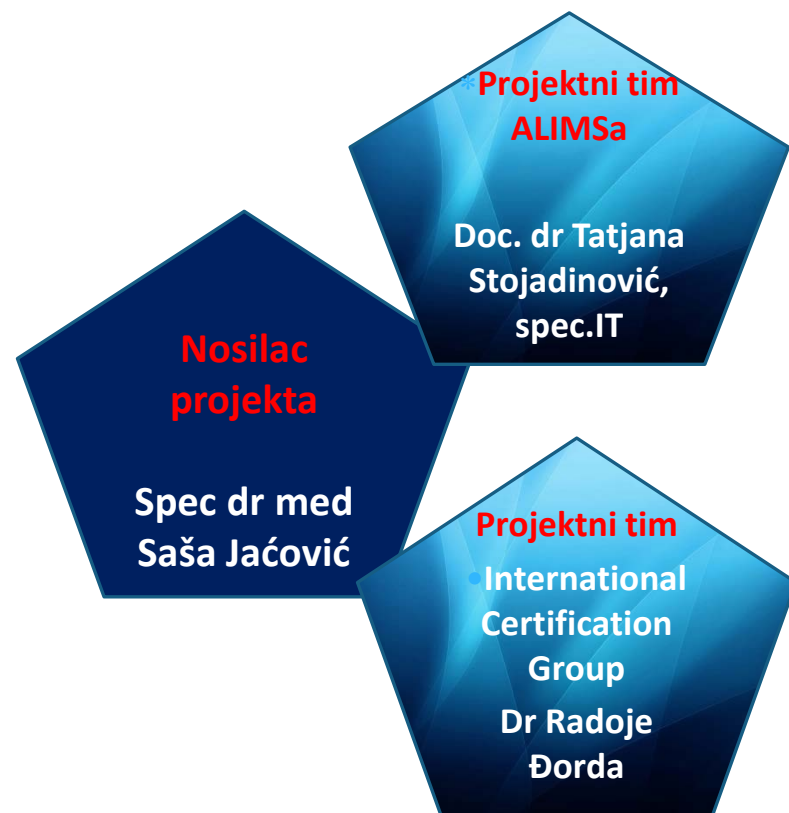 *Projektni tim
ALIMSa
Doc. dr Tatjana
Stojadinović,
spec.IT
Nosilac
projekta
Spec dr med
Saša Jaćović
Projektni tim
•International
Certification
Group
Dr Radoje
Đorda